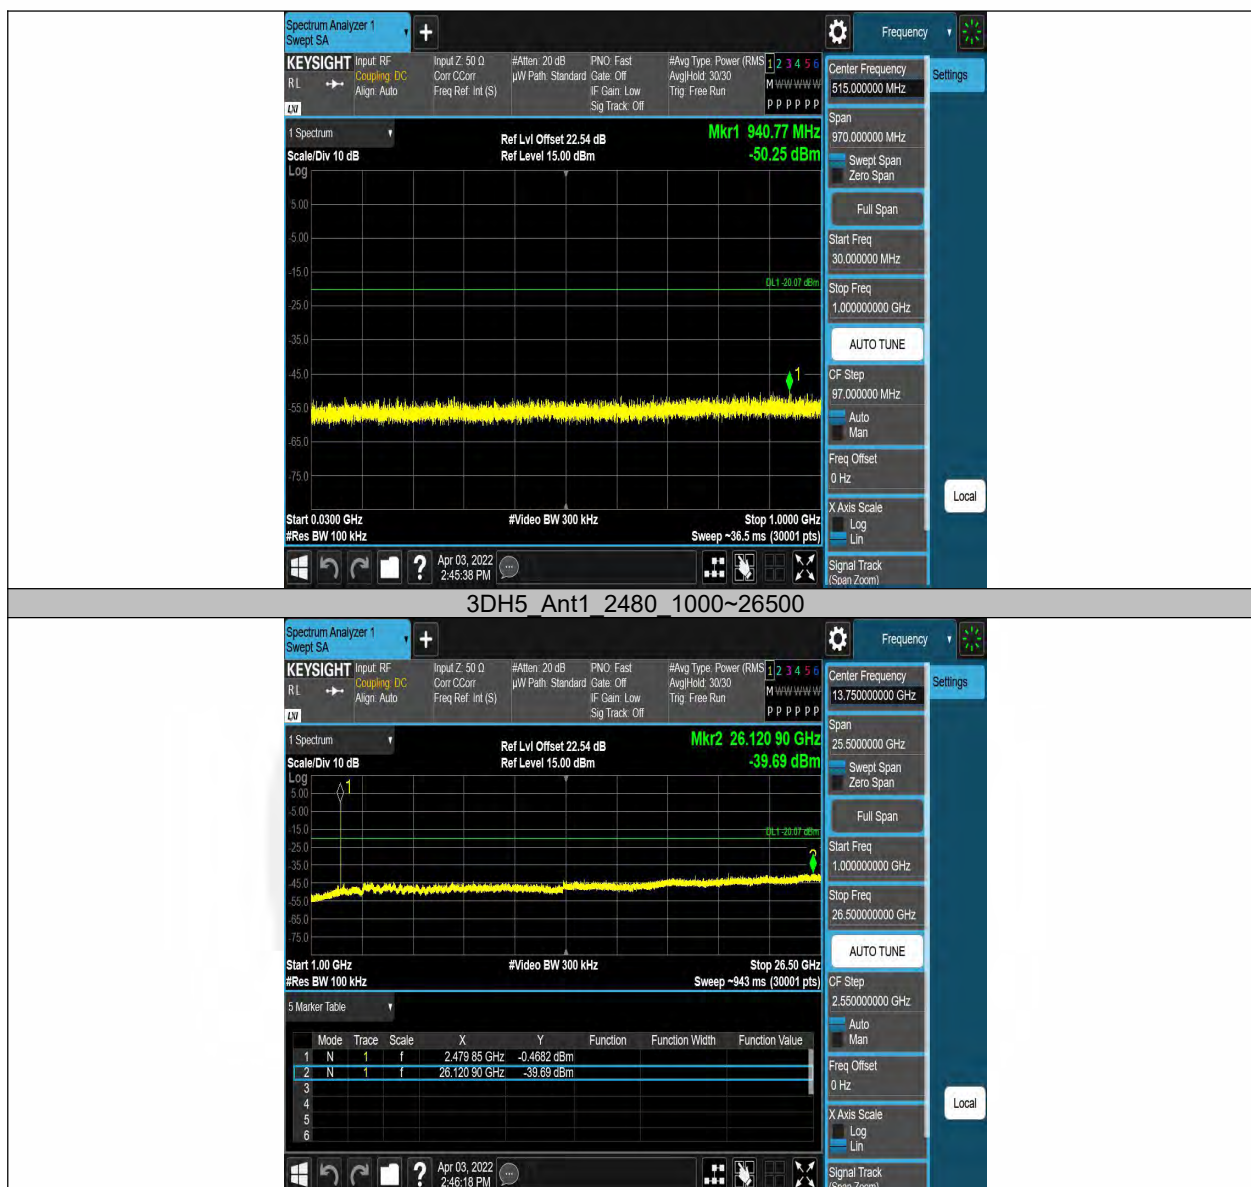 Spectrum Analyzer 1
Swept SA
+
Frequency
KEYSIGHT
RL
LXI
Input: RF
Coupling: DC
Align: Auto
Input Z: 50 Ω
Corr CCorr
Freq Ref: Int (S)
#Atten: 20 dB
µW Path: Standard
PNO: Fast
Gate: Off
IF Gain: Low
Sig Track: Off
#Avg Type: Power (RMS
Avg|Hold: 30/30
Trig: Free Run
1 2 3 4 5 6
M W W W W W
P P P P P P
Center Frequency
515.000000 MHz
Settings
1 Spectrum
Scale/Div 10 dB
Ref Lvl Offset 22.54 dB
Ref Level 15.00 dBm
Mkr1 940.77 MHz
-50.25 dBm
Span
970.000000 MHz
Swept Span
Zero Span
Full Span
Start Freq
30.000000 MHz
Stop Freq
1.000000000 GHz
AUTO TUNE
CF Step
97.000000 MHz
Auto
Man
Freq Offset
0 Hz
X Axis Scale
Log
Lin
Signal Track
(Span Zoom)
Local
Log
5.00
-5.00
-15.0
DL1 -20.07 dBm
-25.0
-35.0
-45.0
1
-55.0
-65.0
-75.0
Start 0.0300 GHz
#Video BW 300 kHz
Stop 1.0000 GHz
#Res BW 100 kHz
Sweep ~36.5 ms (30001 pts)
?
Apr 03, 2022
2:45:38 PM
3DH5_Ant1_2480_1000~26500
Spectrum Analyzer 1
Swept SA
+
Frequency
KEYSIGHT
RL
LXI
Input: RF
Coupling: DC
Align: Auto
Input Z: 50 Ω
Corr CCorr
Freq Ref: Int (S)
#Atten: 20 dB
µW Path: Standard
PNO: Fast
Gate: Off
IF Gain: Low
Sig Track: Off
#Avg Type: Power (RMS
Avg|Hold: 30/30
Trig: Free Run
1 2 3 4 5 6
M W W W W W
P P P P P P
Center Frequency
13.750000000 GHz
Settings
1 Spectrum
Scale/Div 10 dB
Ref Lvl Offset 22.54 dB
Ref Level 15.00 dBm
Mkr2 26.120 90 GHz
-39.69 dBm
Span
25.5000000 GHz
Swept Span
Zero Span
Full Span
Start Freq
1.000000000 GHz
Stop Freq
26.500000000 GHz
AUTO TUNE
CF Step
2.550000000 GHz
Auto
Man
Freq Offset
0 Hz
X Axis Scale
Log
Lin
Signal Track
(Span Zoom)
Local
Log
1
5.00
-5.00
-15.0
DL1 -20.07 dBm
-25.0
2
-35.0
-45.0
-55.0
-65.0
-75.0
Start 1.00 GHz
#Video BW 300 kHz
Stop 26.50 GHz
#Res BW 100 kHz
Sweep ~943 ms (30001 pts)
5 Marker Table
Mode Trace Scale X Y Function Function Width Function Value
1 N 1 f 2.479 85 GHz -0.4682 dBm
2 N 1 f 26.120 90 GHz -39.69 dBm
3
4
5
6
?
Apr 03, 2022
2:46:18 PM